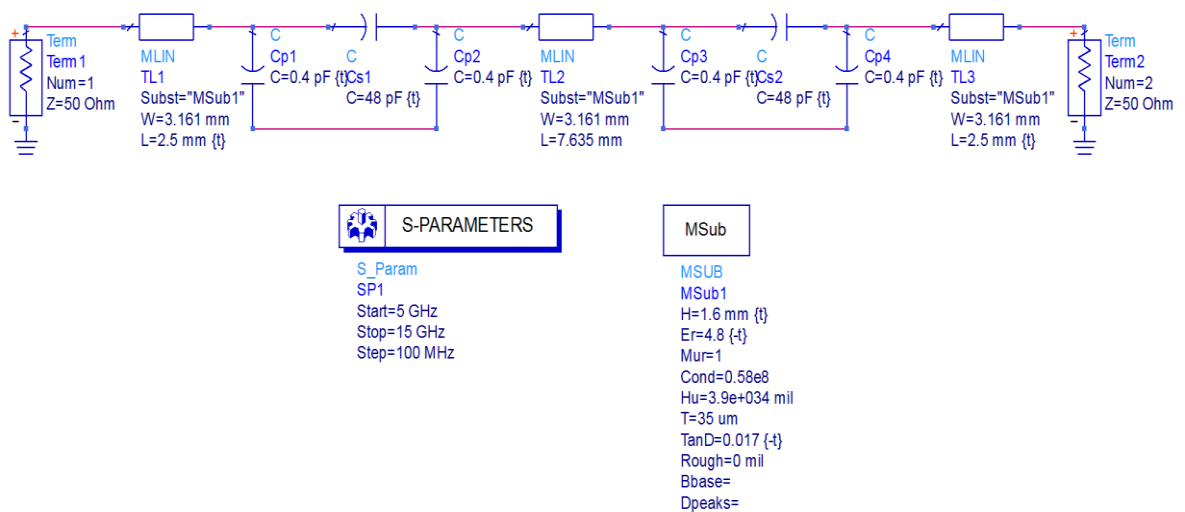 +
Term
Term1
Num=1
Z=50 Ohm
-
MLIN
TL1
Subst="MSub1"
W=3.161 mm
L=2.5 mm {t}
C
Cp1
C=0.4 pF {t}
C
Cs1
C=48 pF {t}
C
Cp2
C=0.4 pF {t}
MLIN
TL2
Subst="MSub1"
W=3.161 mm
L=7.635 mm
C
Cp3
C=0.4 pF {t}
C
Cs2
C=48 pF {t}
C
Cp4
C=0.4 pF {t}
MLIN
TL3
Subst="MSub1"
W=3.161 mm
L=2.5 mm {t}
+
Term
Term2
Num=2
Z=50 Ohm
-
S-PARAMETERS
S_Param
SP1
Start=5 GHz
Stop=15 GHz
Step=100 MHz
MSub
MSUB
MSub1
H=1.6 mm {t}
Er=4.8 {-t}
Mur=1
Cond=0.58e8
Hu=3.9e+034 mil
T=35 um
TanD=0.017 {-t}
Rough=0 mil
Bbase=
Dpeaks=